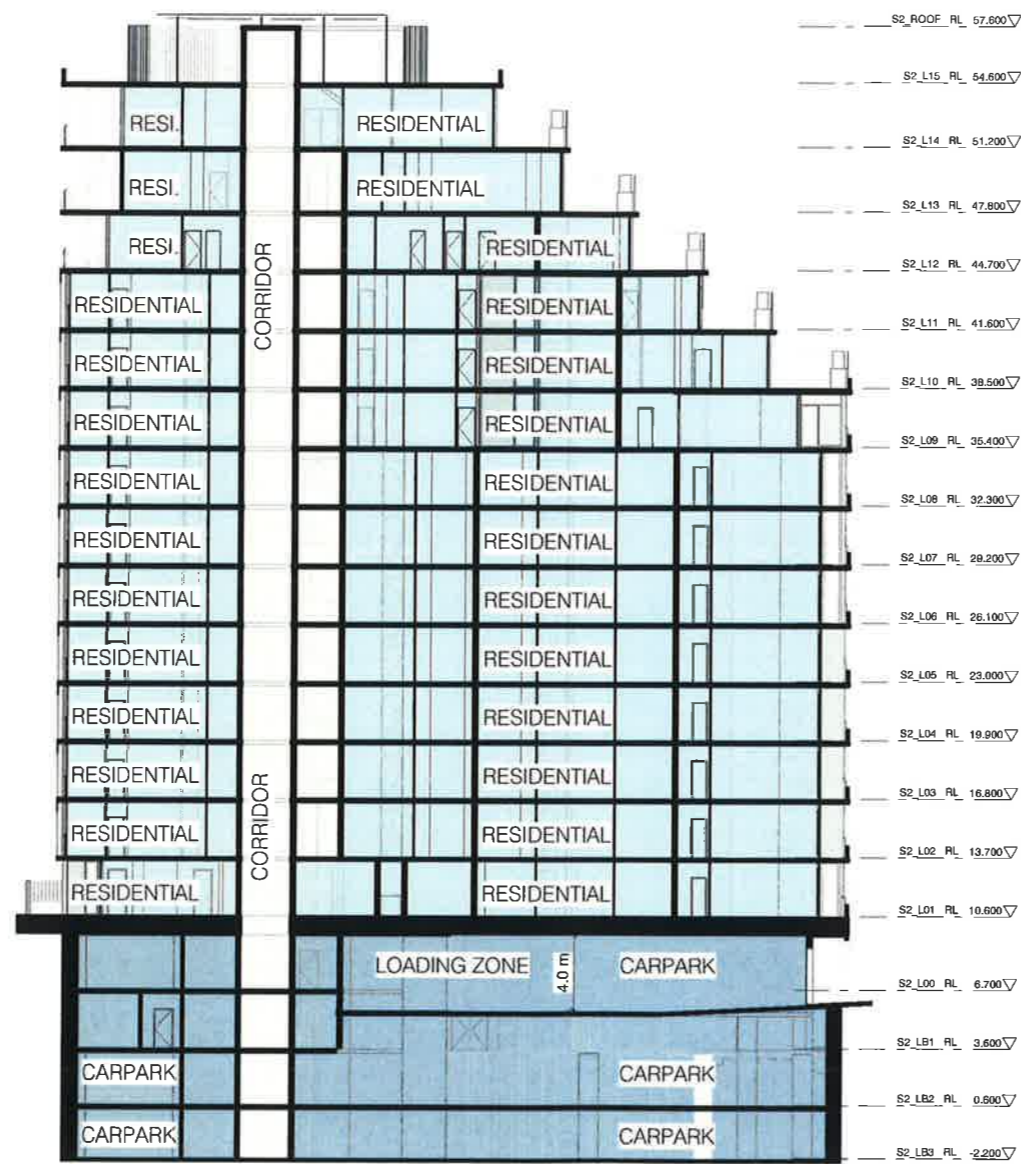 S2_ROOF RL 57.600
S2_L15 RL 54.600
RESI. RESIDENTIAL
S2_L14 RL 51.200
RESI. RESIDENTIAL
S2_L13 RL 47.800
RESI. RESIDENTIAL
S2_L12 RL 44.700
CORRIDOR
RESIDENTIAL RESIDENTIAL
S2_L11 RL 41.600
RESIDENTIAL RESIDENTIAL
S2_L10 RL 38.500
RESIDENTIAL RESIDENTIAL
S2_L09 RL 35.400
RESIDENTIAL RESIDENTIAL
S2_L08 RL 32.300
RESIDENTIAL RESIDENTIAL
S2_L07 RL 29.200
RESIDENTIAL RESIDENTIAL
S2_L06 RL 26.100
RESIDENTIAL RESIDENTIAL
S2_L05 RL 23.000
RESIDENTIAL RESIDENTIAL
S2_L04 RL 19.900
RESIDENTIAL RESIDENTIAL
S2_L03 RL 16.800
CORRIDOR
RESIDENTIAL RESIDENTIAL
S2_L02 RL 13.700
RESIDENTIAL RESIDENTIAL
S2_L01 RL 10.600
LOADING ZONE 4.0 m CARPARK
S2_L00 RL 6.700
S2_LB1 RL 3.600
CARPARK CARPARK
S2_LB2 RL 0.600
CARPARK CARPARK
S2_LB3 RL -2.200